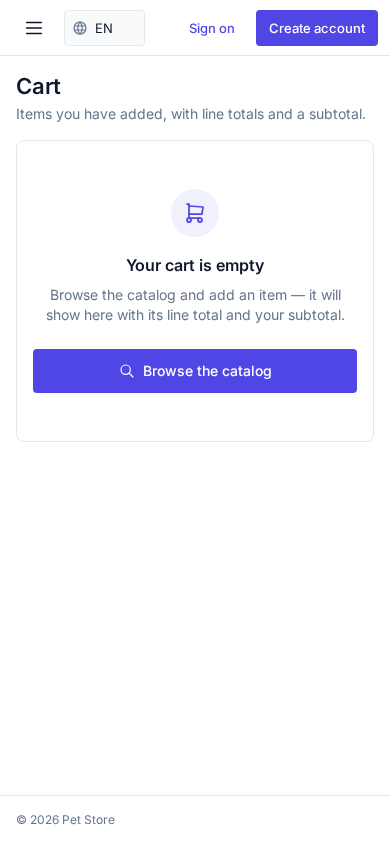 EN
Sign on
Create account
Cart
Items you have added, with line totals and a subtotal.
Your cart is empty
Browse the catalog and add an item — it will
show here with its line total and your subtotal.
Browse the catalog
© 2026 Pet Store